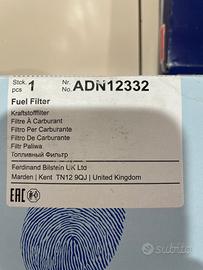 Stck.
pcs 1
Nr.
No. ADN12332
Fuel Filter
Kraftstofffilter
Filtre À Carburant
Filtro Per Carburante
Filtro De Carburante
Filtr Paliwa
Топливный Фильтр
Ferdinand Bilstein UK Ltd
Marden | Kent TN12 9QJ | United Kingdom
EAC
subito